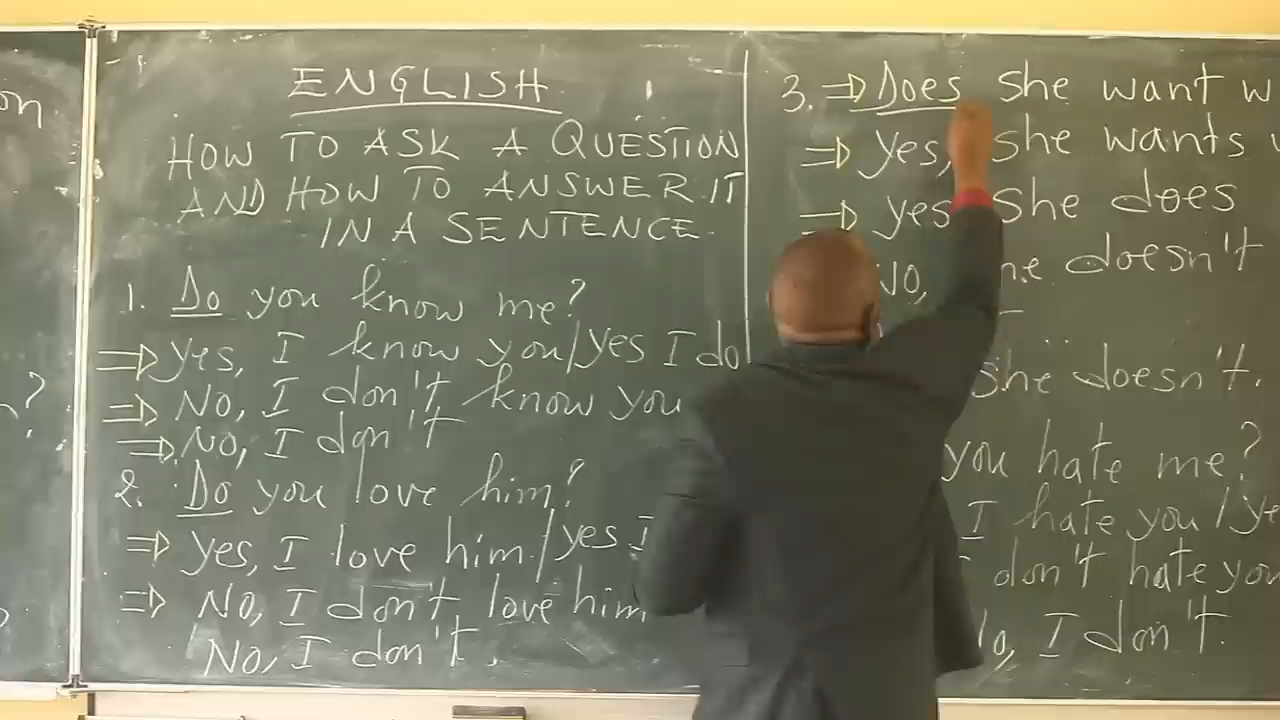 on
?
ENGLISH
HOW TO ASK A QUESTION
AND HOW TO ANSWER IT
IN A SENTENCE.
1. Do you know me?
⇒ Yes, I know you/Yes I do
⇒ No, I don't know you
⇒ No, I don't
2. Do you love him?
⇒ Yes, I love him/yes I
⇒ No, I don't love him
No, I don't.
3. ⇒ Does she want w
⇒ Yes, she wants
⇒ Yes she does
No, doesn't
she doesn't.
you hate me?
I hate you/ye
don't hate you
I don't.